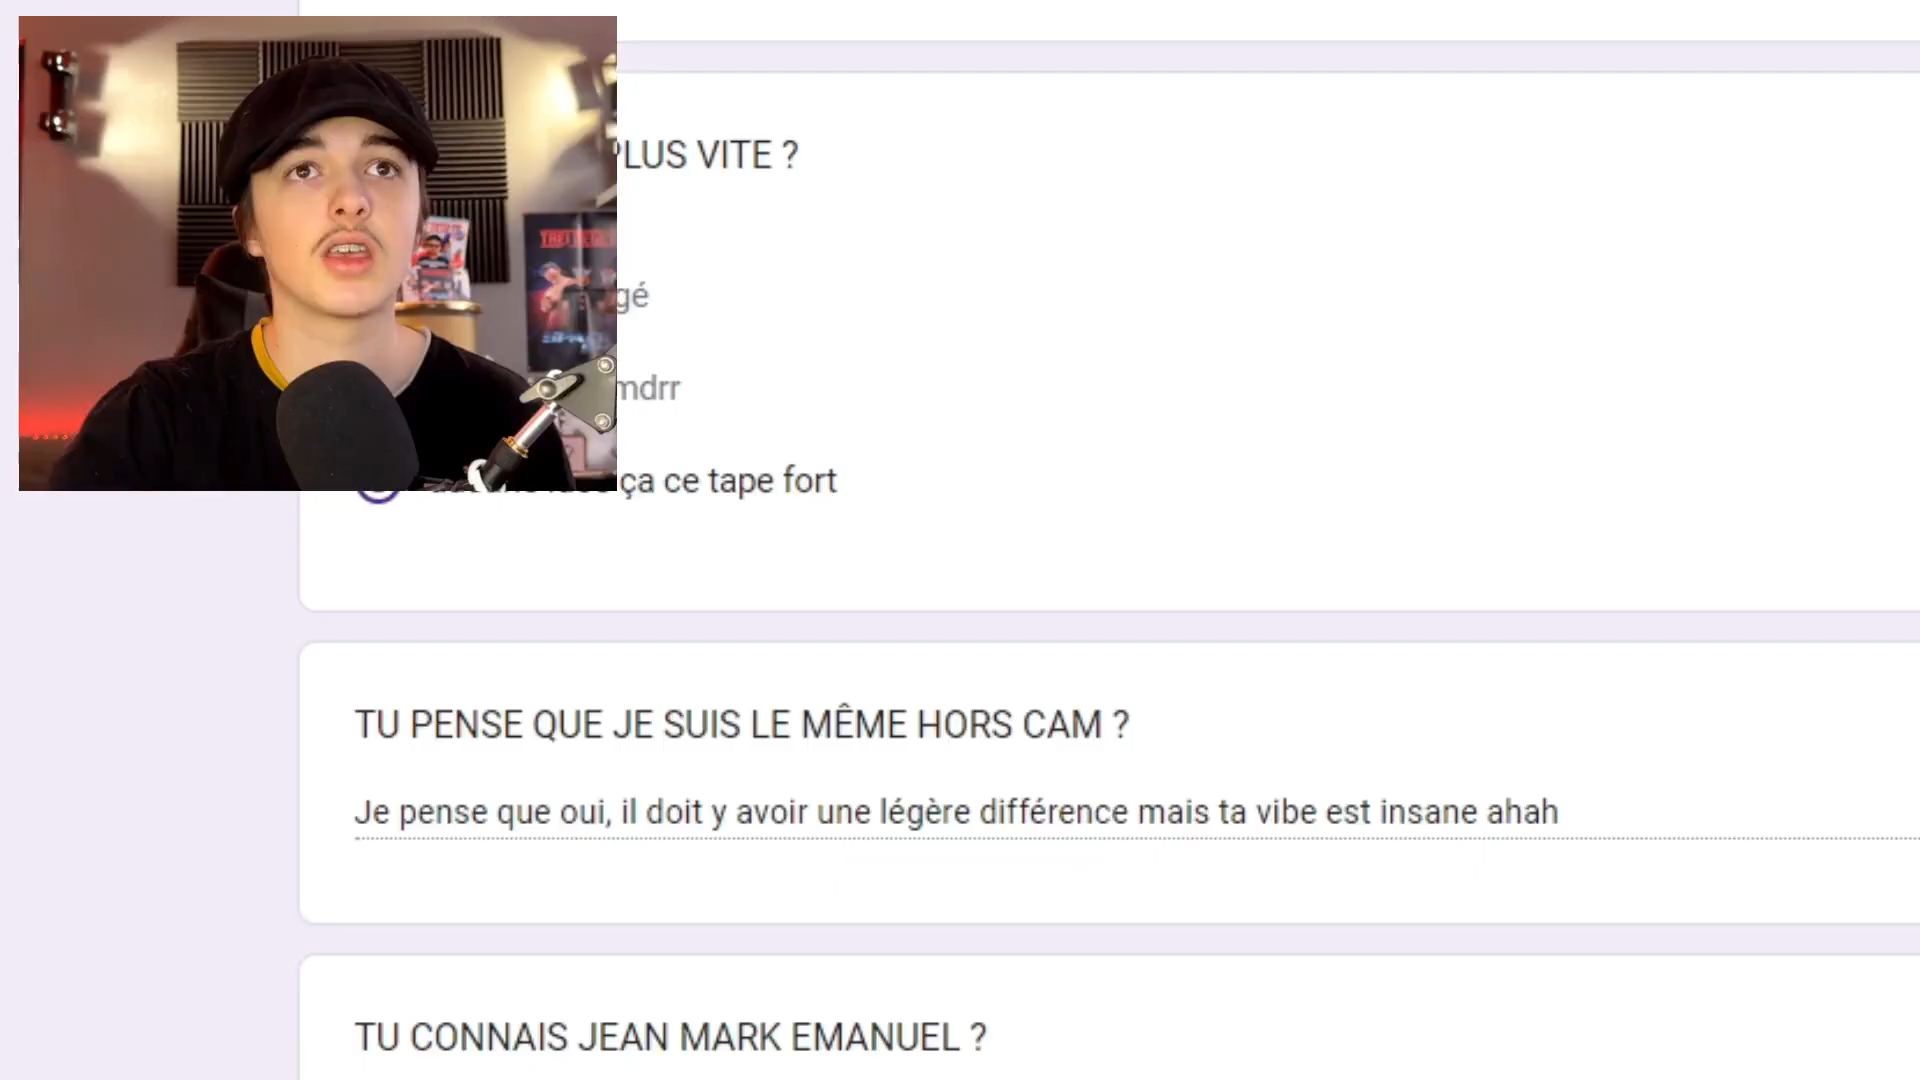 PLUS VITE ?
gé
mdrr
ça ce tape fort
TU PENSE QUE JE SUIS LE MÊME HORS CAM ?
Je pense que oui, il doit y avoir une légère différence mais ta vibe est insane ahah
TU CONNAIS JEAN MARK EMANUEL ?